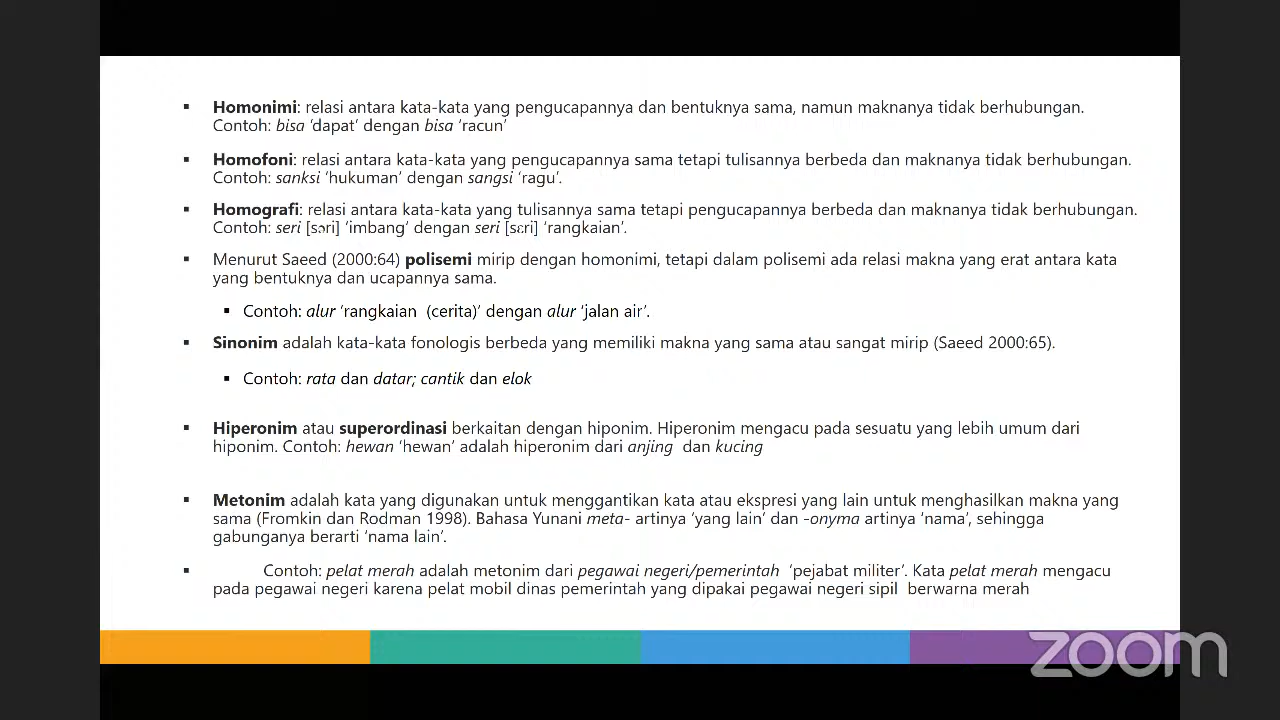 ▪ Homonimi: relasi antara kata-kata yang pengucapannya dan bentuknya sama, namun maknanya tidak berhubungan.
Contoh: bisa ‘dapat’ dengan bisa ‘racun’
▪ Homofoni: relasi antara kata-kata yang pengucapannya sama tetapi tulisannya berbeda dan maknanya tidak berhubungan.
Contoh: sanksi ‘hukuman’ dengan sangsi ‘ragu’.
▪ Homografi: relasi antara kata-kata yang tulisannya sama tetapi pengucapannya berbeda dan maknanya tidak berhubungan.
Contoh: seri [səri] ‘imbang’ dengan seri [sɛri] ‘rangkaian’.
▪ Menurut Saeed (2000:64) polisemi mirip dengan homonimi, tetapi dalam polisemi ada relasi makna yang erat antara kata
yang bentuknya dan ucapannya sama.
▪ Contoh: alur ‘rangkaian (cerita)’ dengan alur ‘jalan air’.
▪ Sinonim adalah kata-kata fonologis berbeda yang memiliki makna yang sama atau sangat mirip (Saeed 2000:65).
▪ Contoh: rata dan datar; cantik dan elok
▪ Hiperonim atau superordinasi berkaitan dengan hiponim. Hiperonim mengacu pada sesuatu yang lebih umum dari
hiponim. Contoh: hewan ‘hewan’ adalah hiperonim dari anjing dan kucing
▪ Metonim adalah kata yang digunakan untuk menggantikan kata atau ekspresi yang lain untuk menghasilkan makna yang
sama (Fromkin dan Rodman 1998). Bahasa Yunani meta- artinya ‘yang lain’ dan -onyma artinya ‘nama’, sehingga
gabunganya berarti ‘nama lain’.
▪ Contoh: pelat merah adalah metonim dari pegawai negeri/pemerintah ‘pejabat militer’. Kata pelat merah mengacu
pada pegawai negeri karena pelat mobil dinas pemerintah yang dipakai pegawai negeri sipil berwarna merah
zoom